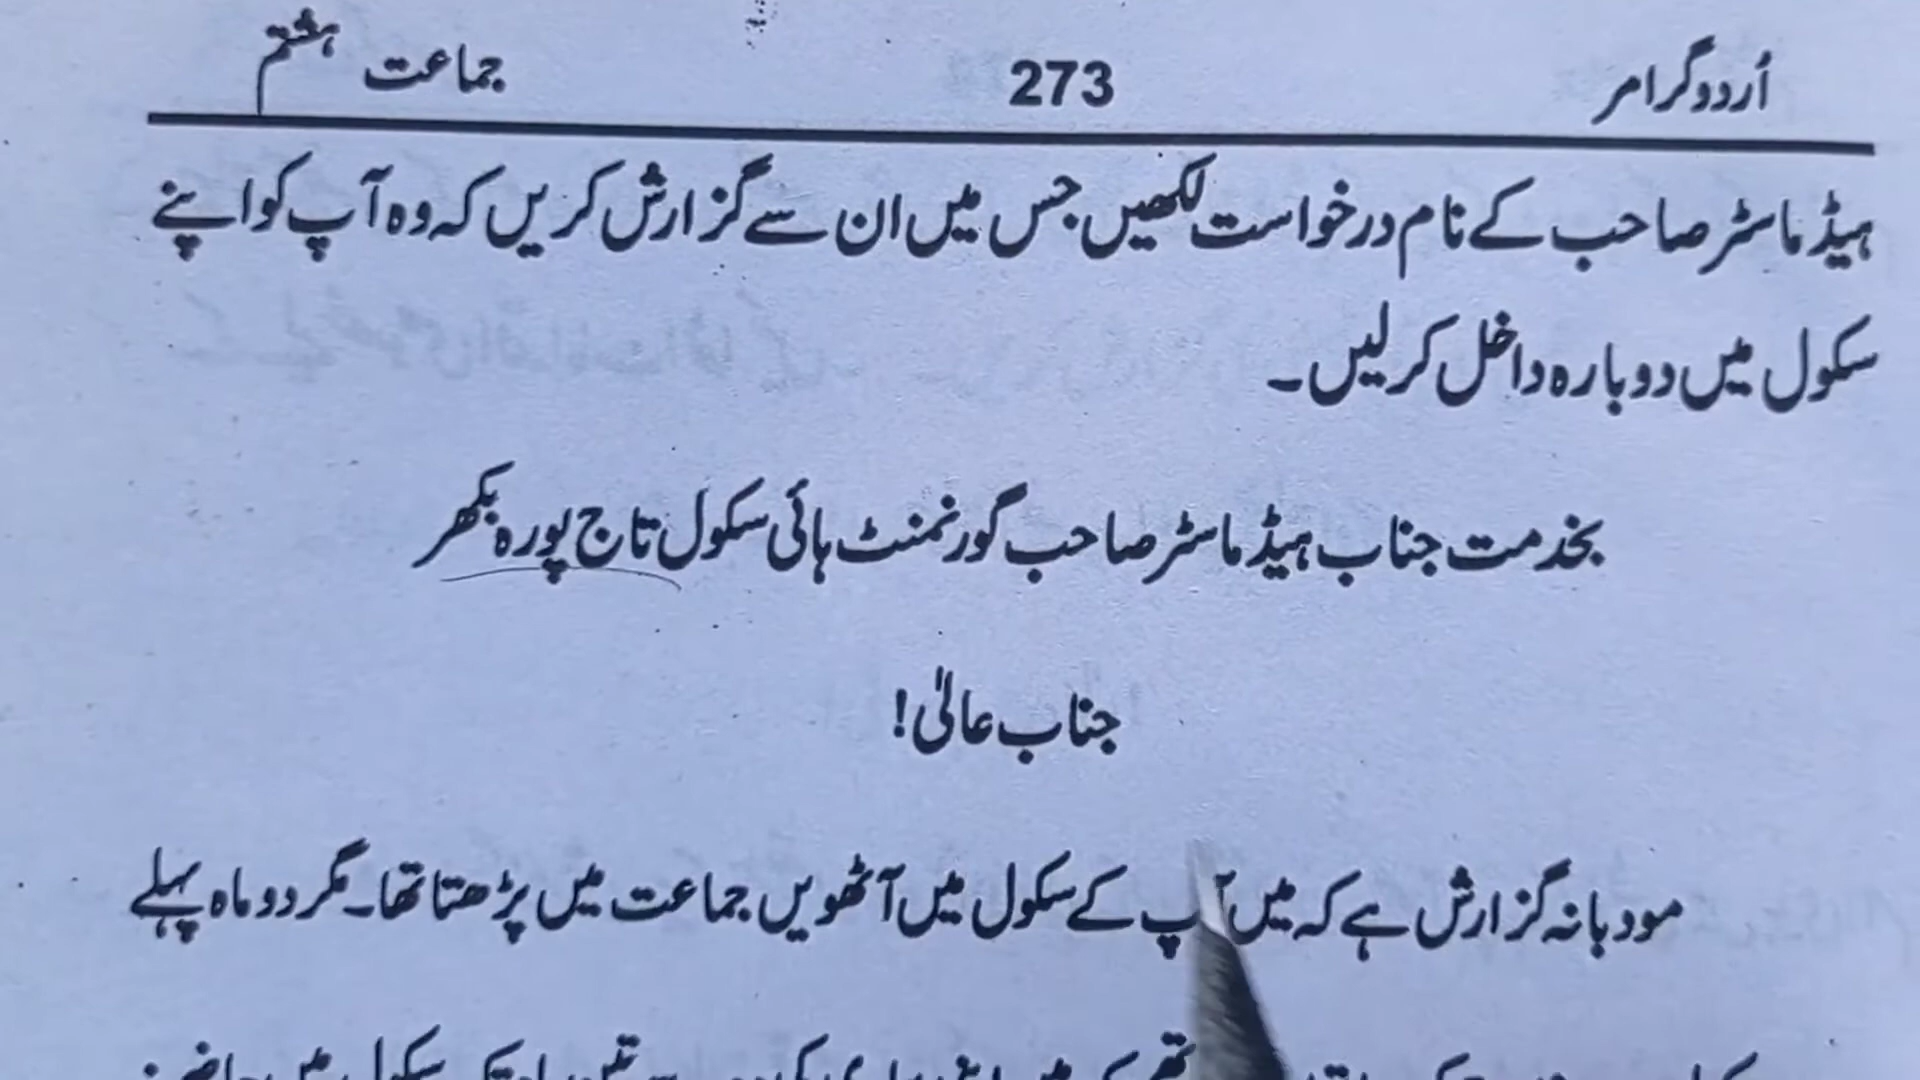 اُردو گرامر 273 جماعت ہشتم
ہیڈ ماسٹر صاحب کے نام درخواست لکھیں جس میں ان سے گزارش کریں کہ وہ آپ کو اپنے
سکول میں دوبارہ داخل کر لیں۔
بخدمت جناب ہیڈ ماسٹر صاحب گورنمنٹ ہائی سکول تاج پورہ بکھر
جناب عالیٰ!
مودبانہ گزارش ہے کہ میں آپ کے سکول میں آٹھویں جماعت میں پڑھتا تھا۔ مگر دو ماہ پہلے